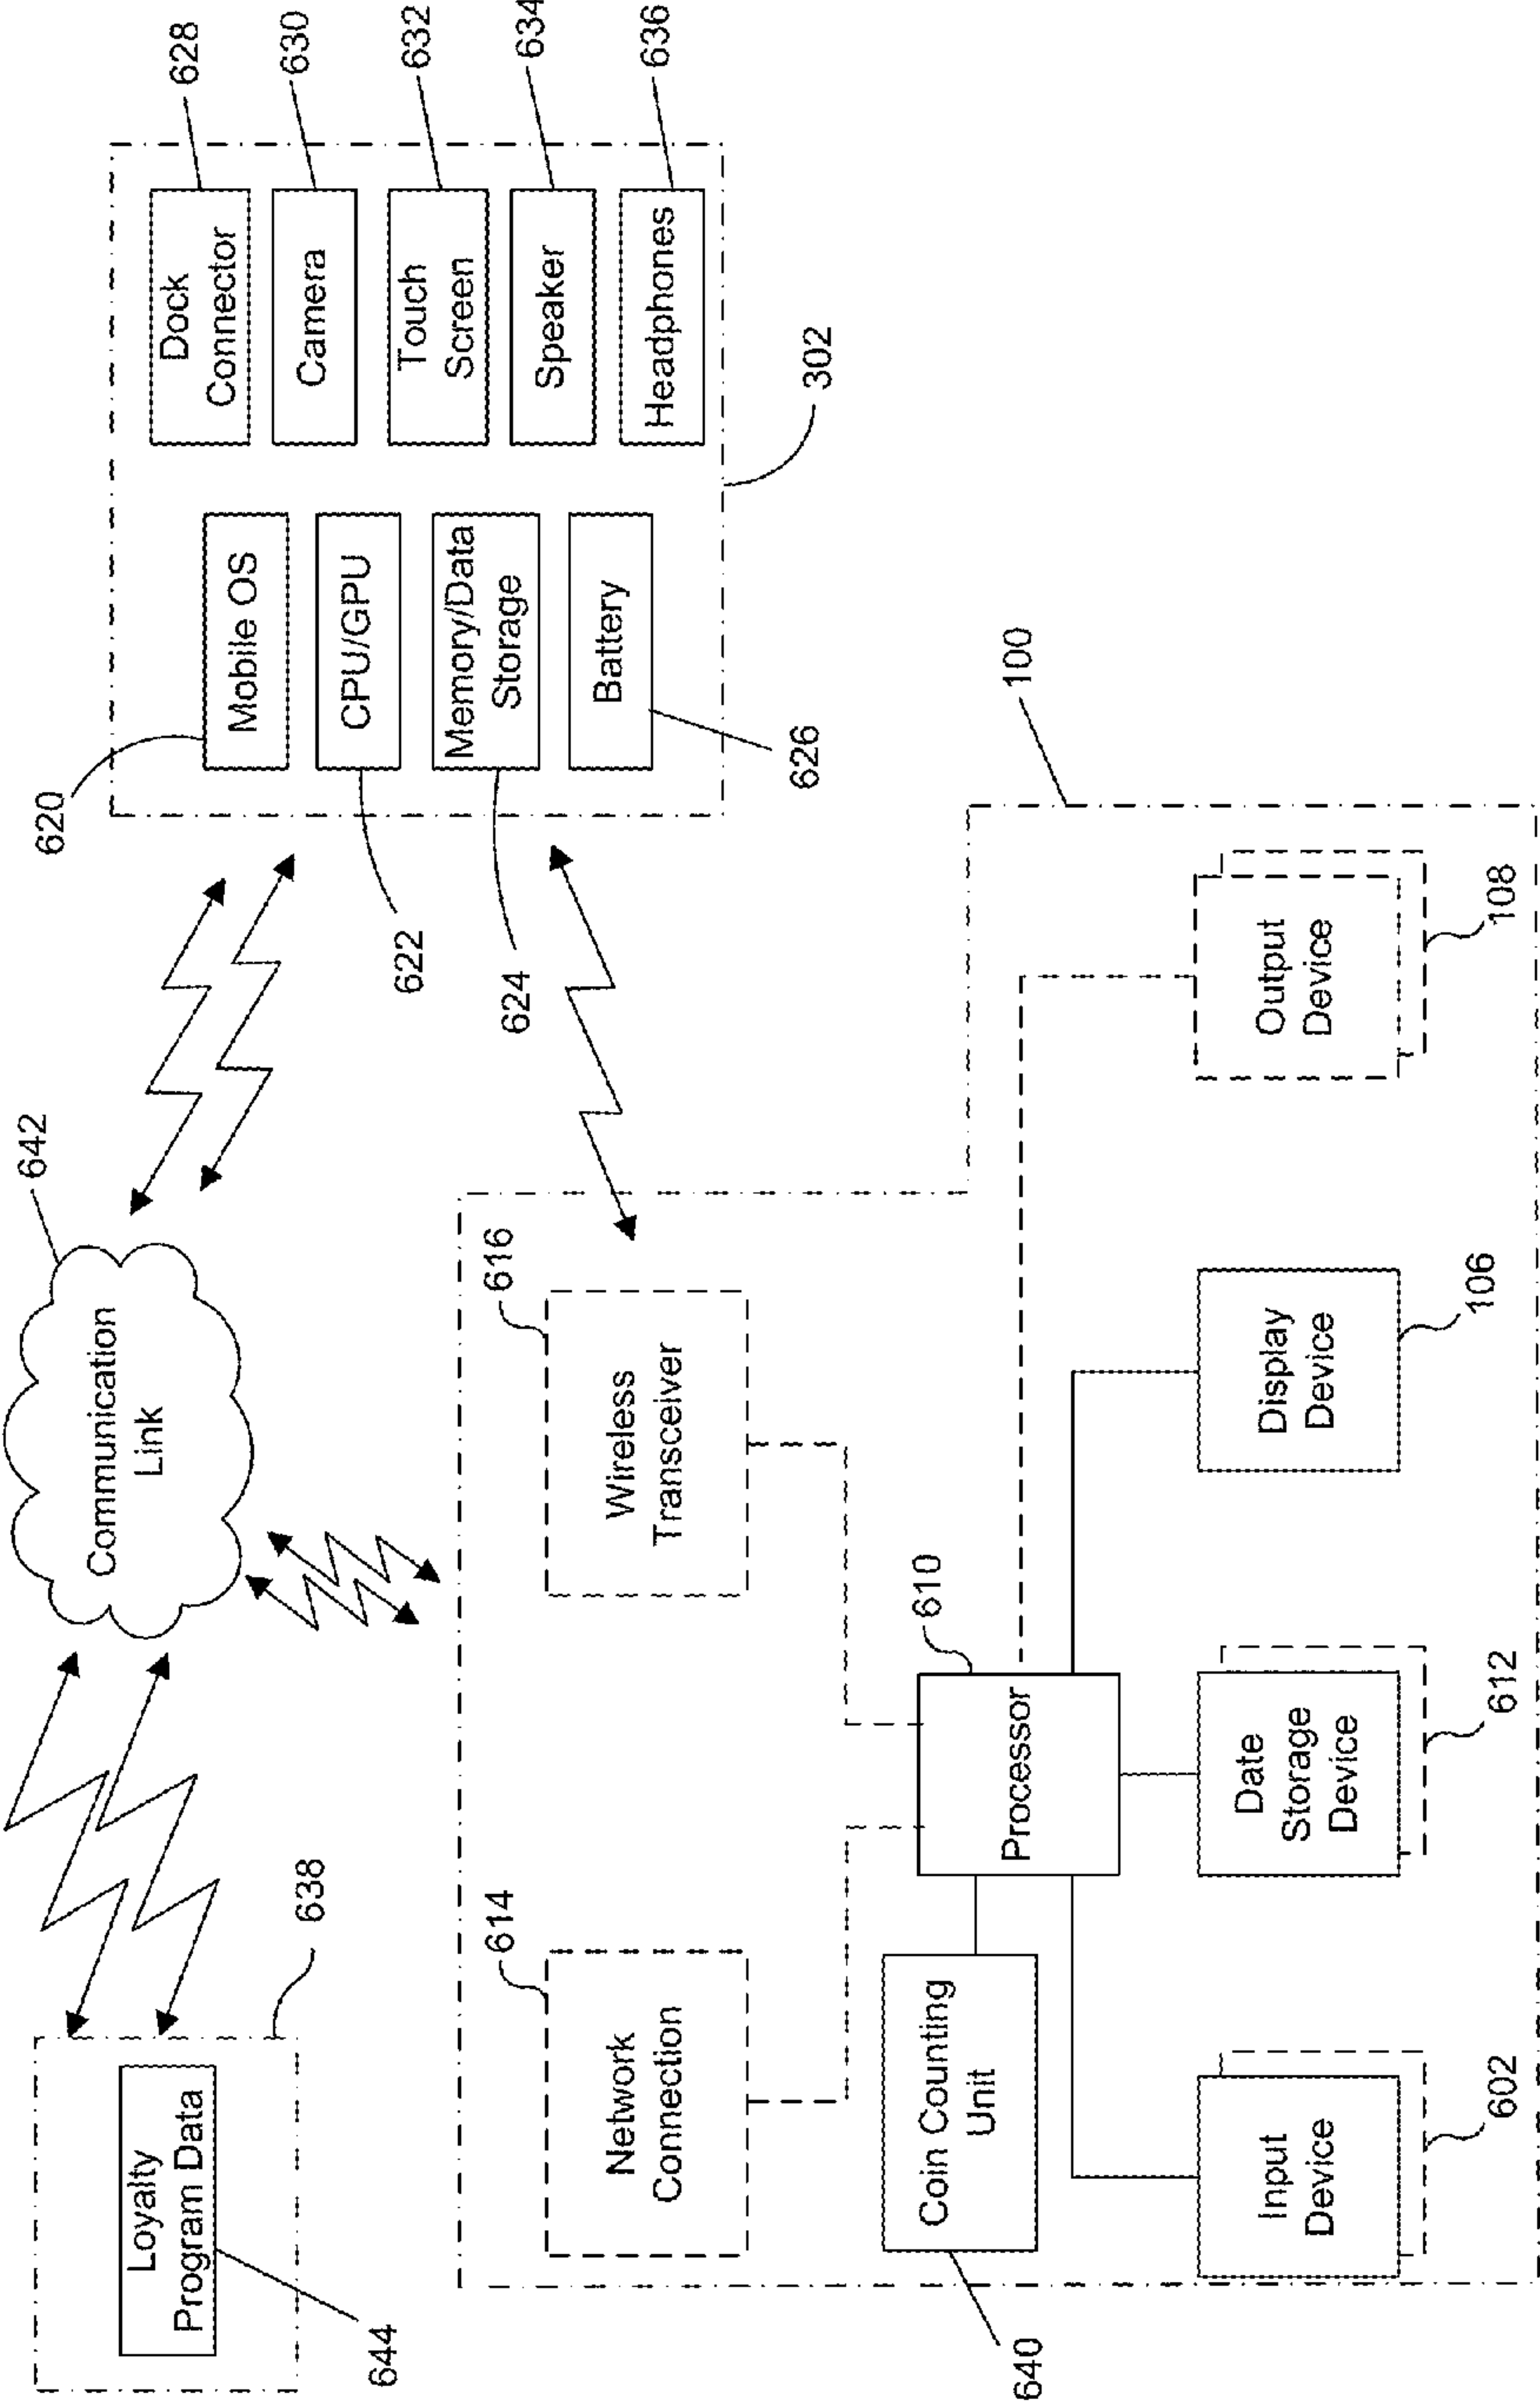 644
Loyalty
Program Data
638
642
Communication
Link
620
Mobile OS
CPU/GPU
622
Memory/Data
Storage
624
Battery
626
Dock
Connector
628
Camera
630
Touch
Screen
632
Speaker
634
Headphones
636
302
614
Network
Connection
616
Wireless
Transceiver
100
640
Coin Counting
Unit
610
Processor
Input
Device
602
Date
Storage
Device
612
Display
Device
106
Output
Device
108